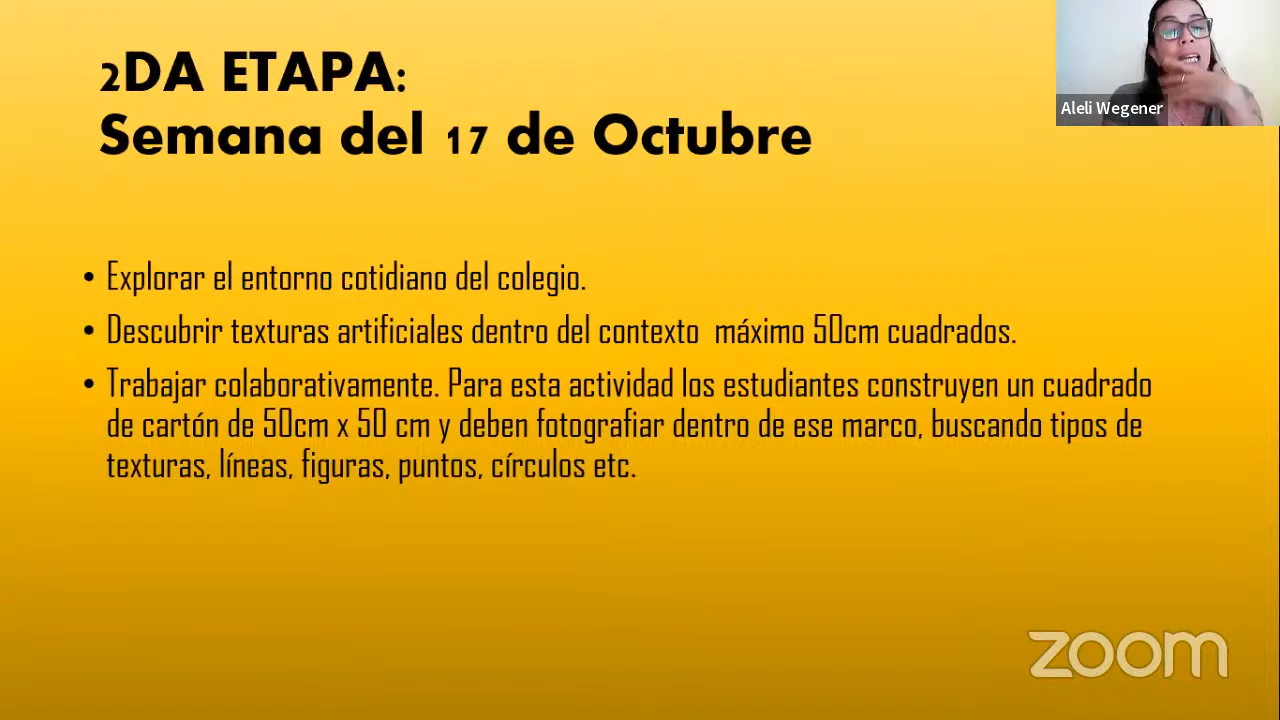 2DA ETAPA:
Semana del 17 de Octubre
Aleli Wegener
• Explorar el entorno cotidiano del colegio.
• Descubrir texturas artificiales dentro del contexto máximo 50cm cuadrados.
• Trabajar colaborativamente. Para esta actividad los estudiantes construyen un cuadrado
de cartón de 50cm x 50 cm y deben fotografiar dentro de ese marco, buscando tipos de
texturas, líneas, figuras, puntos, círculos etc.
zoom